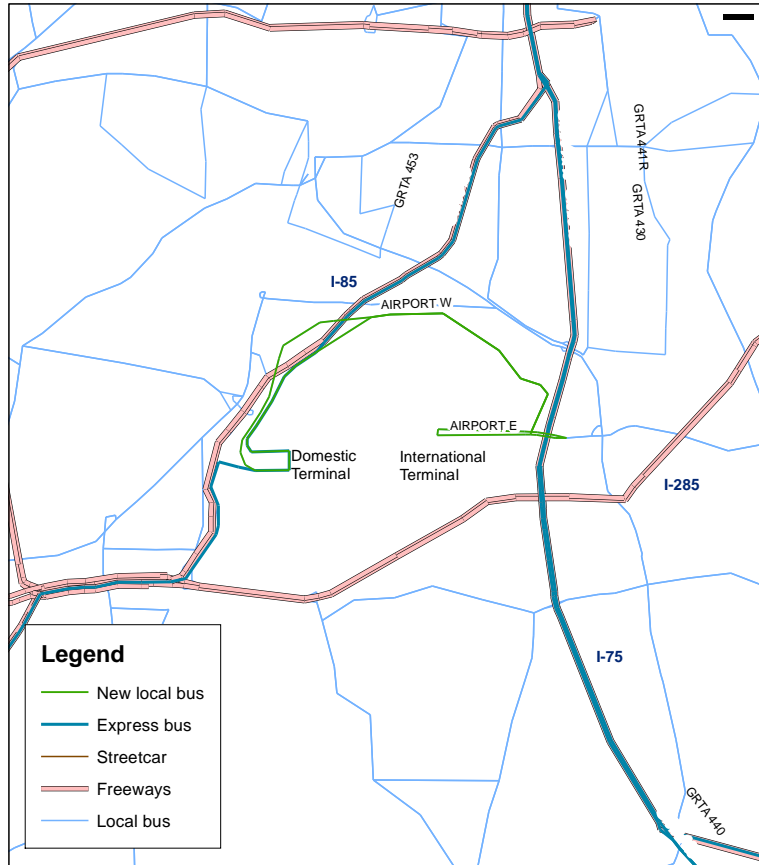 GRTA 441R
GRTA 453
GRTA 430
I-85
AIRPORT W
AIRPORT E
Domestic
Terminal
International
Terminal
I-285
I-75
GRTA 440
Legend
New local bus
Express bus
Streetcar
Freeways
Local bus